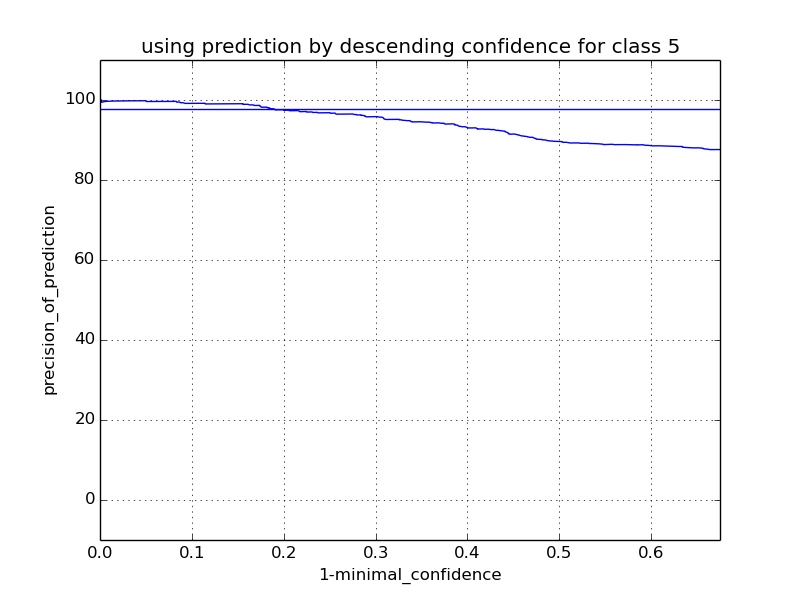 using prediction by descending confidence for class 5
100
80
60
40
20
0
precision_of_prediction
0.0 0.1 0.2 0.3 0.4 0.5 0.6
1-minimal_confidence